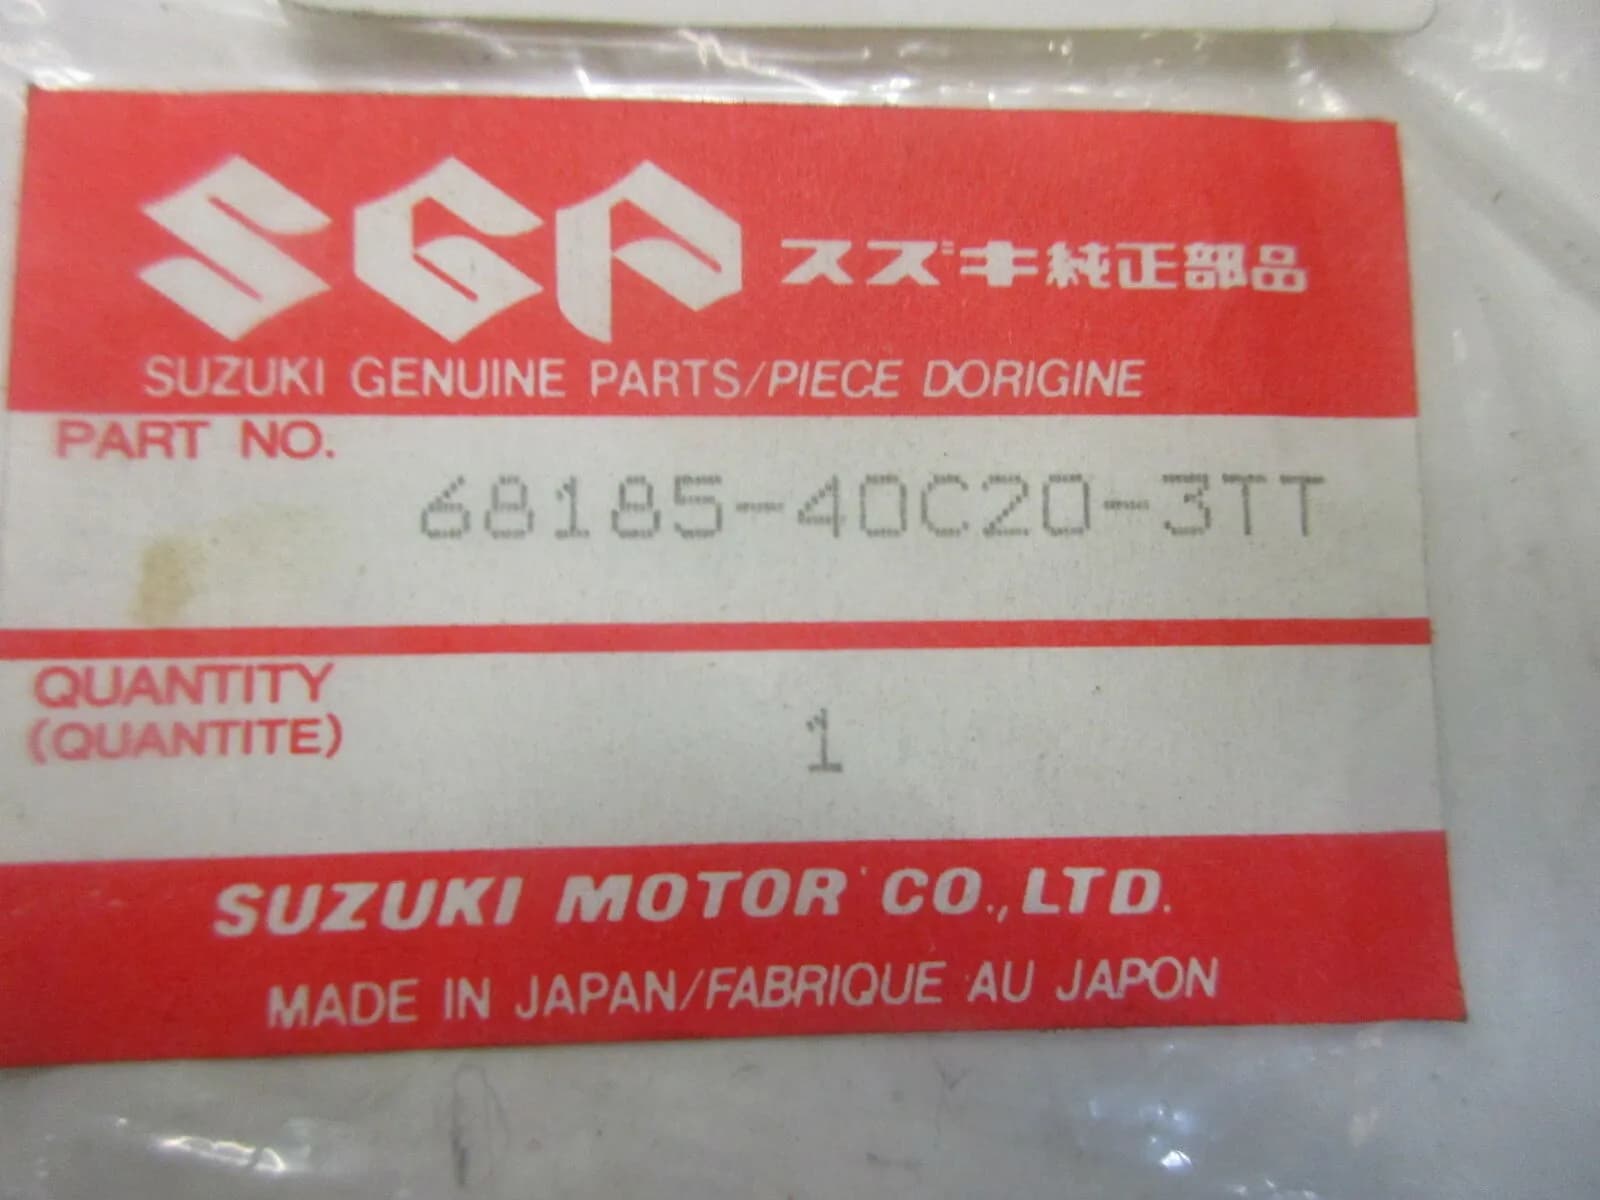 SGP スズキ純正部品
SUZUKI GENUINE PARTS/PIECE DORIGINE
PART NO.
68185-40C20-3TT
QUANTITY
(QUANTITE)
1
SUZUKI MOTOR CO., LTD.
MADE IN JAPAN/FABRIQUE AU JAPON